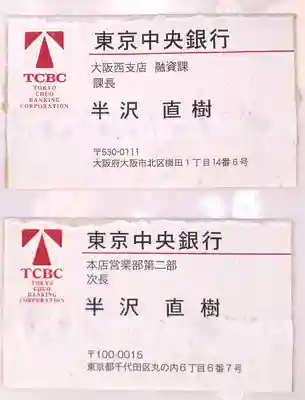 TCBC
TOKYO
CHUO
BANKING
CORPORATION
東京中央銀行
大阪西支店 融資課
課長
半沢 直樹
〒530-0111
大阪府大阪市北区梅田1丁目14番6号
TCBC
TOKYO
CHUO
BANKING
CORPORATION
東京中央銀行
本店営業部第二部
次長
半沢 直樹
〒100-0015
東京都千代田区丸の内6丁目6番7号